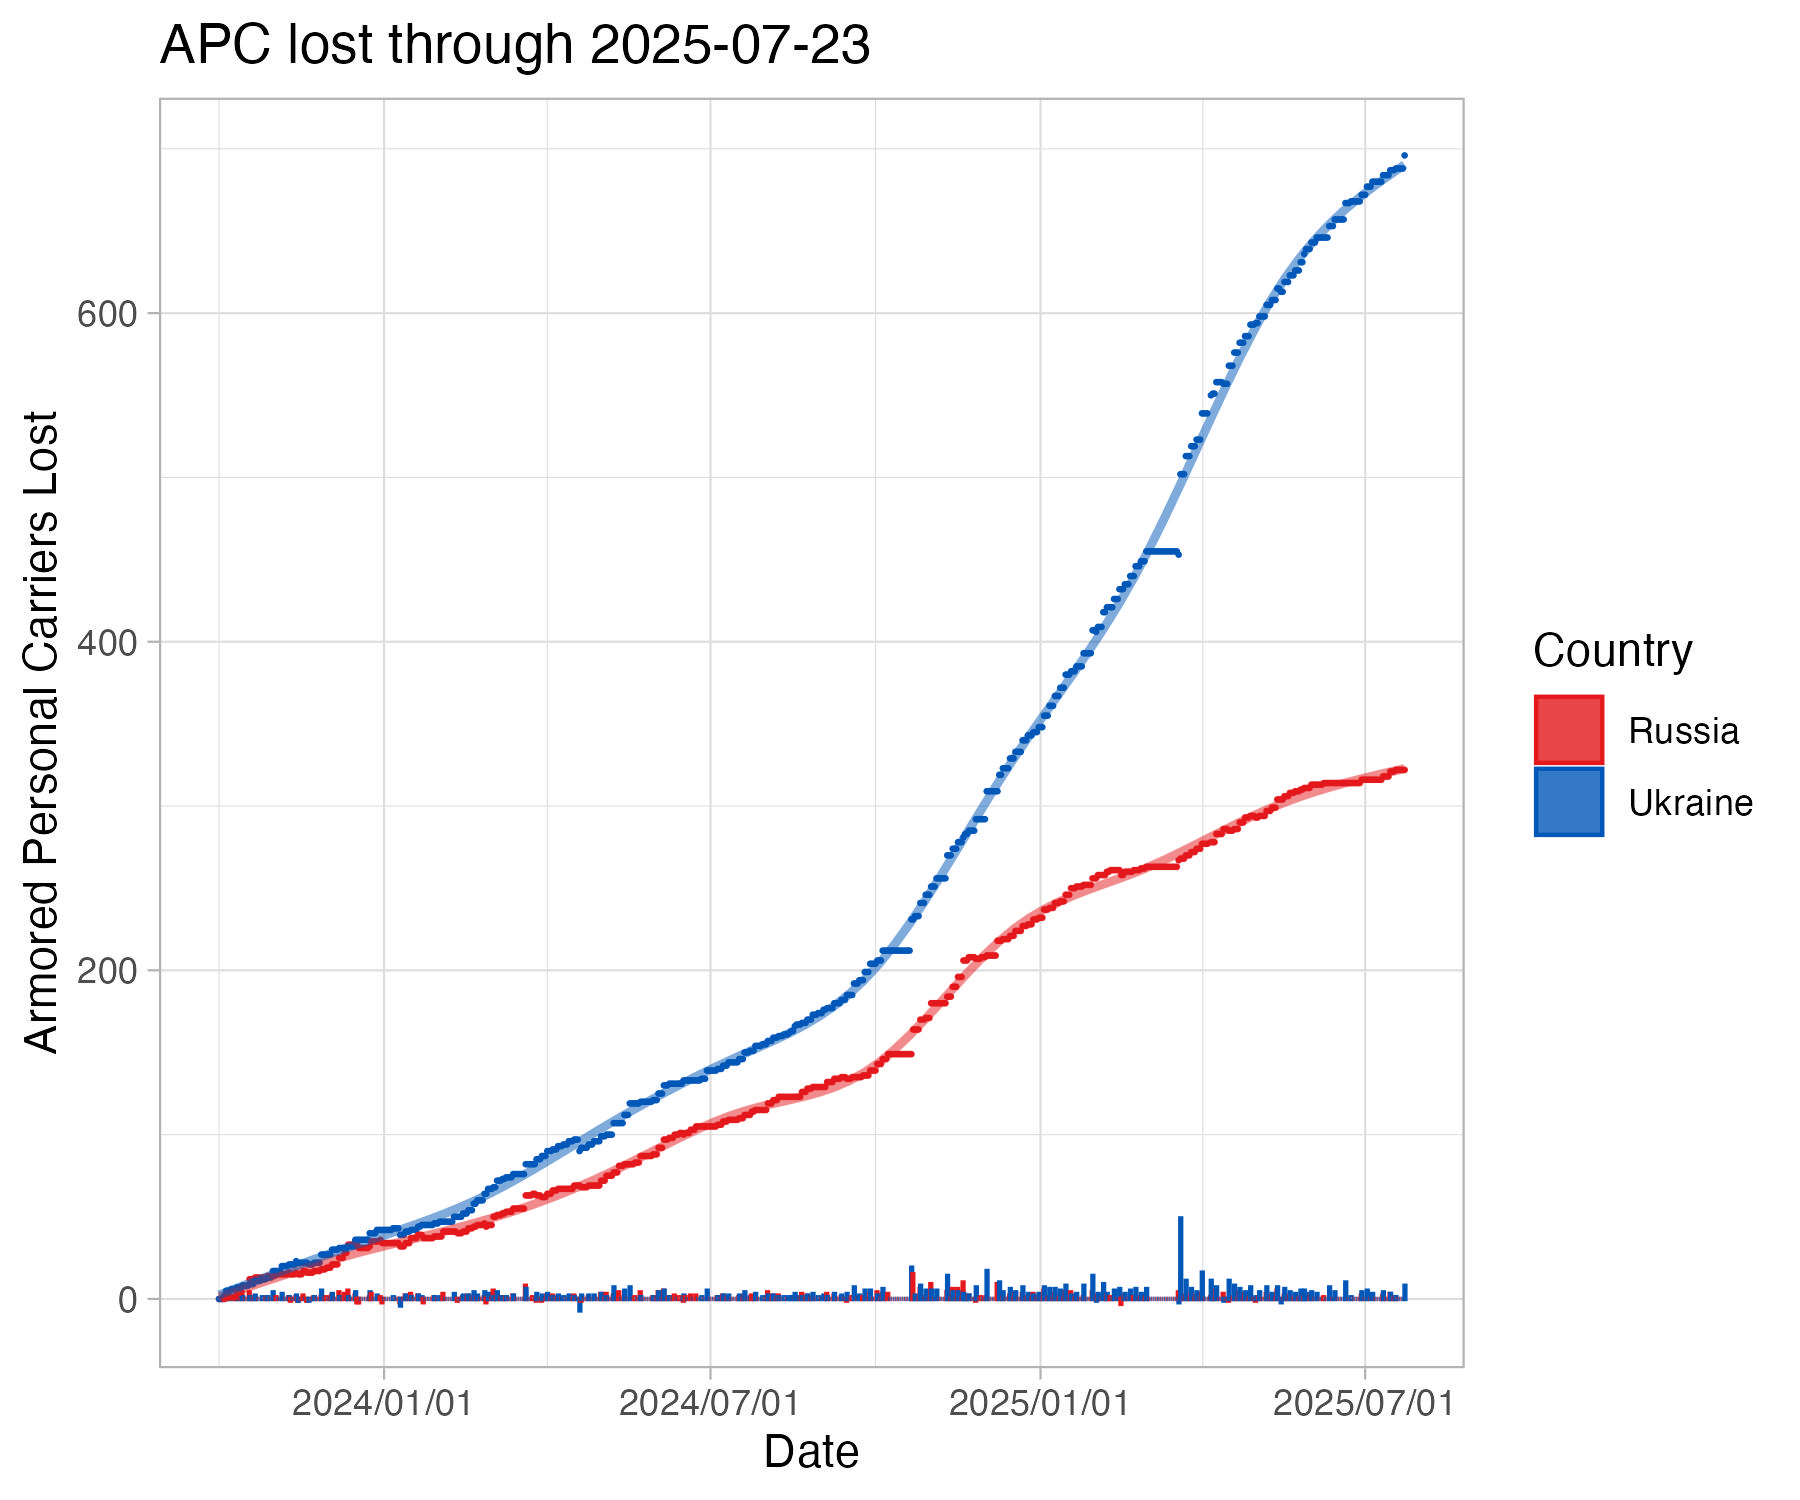 APC lost through 2025-07-23
Armored Personal Carriers Lost
600
400
200
0
2024/01/01
2024/07/01
2025/01/01
2025/07/01
Date
Country
Russia
Ukraine